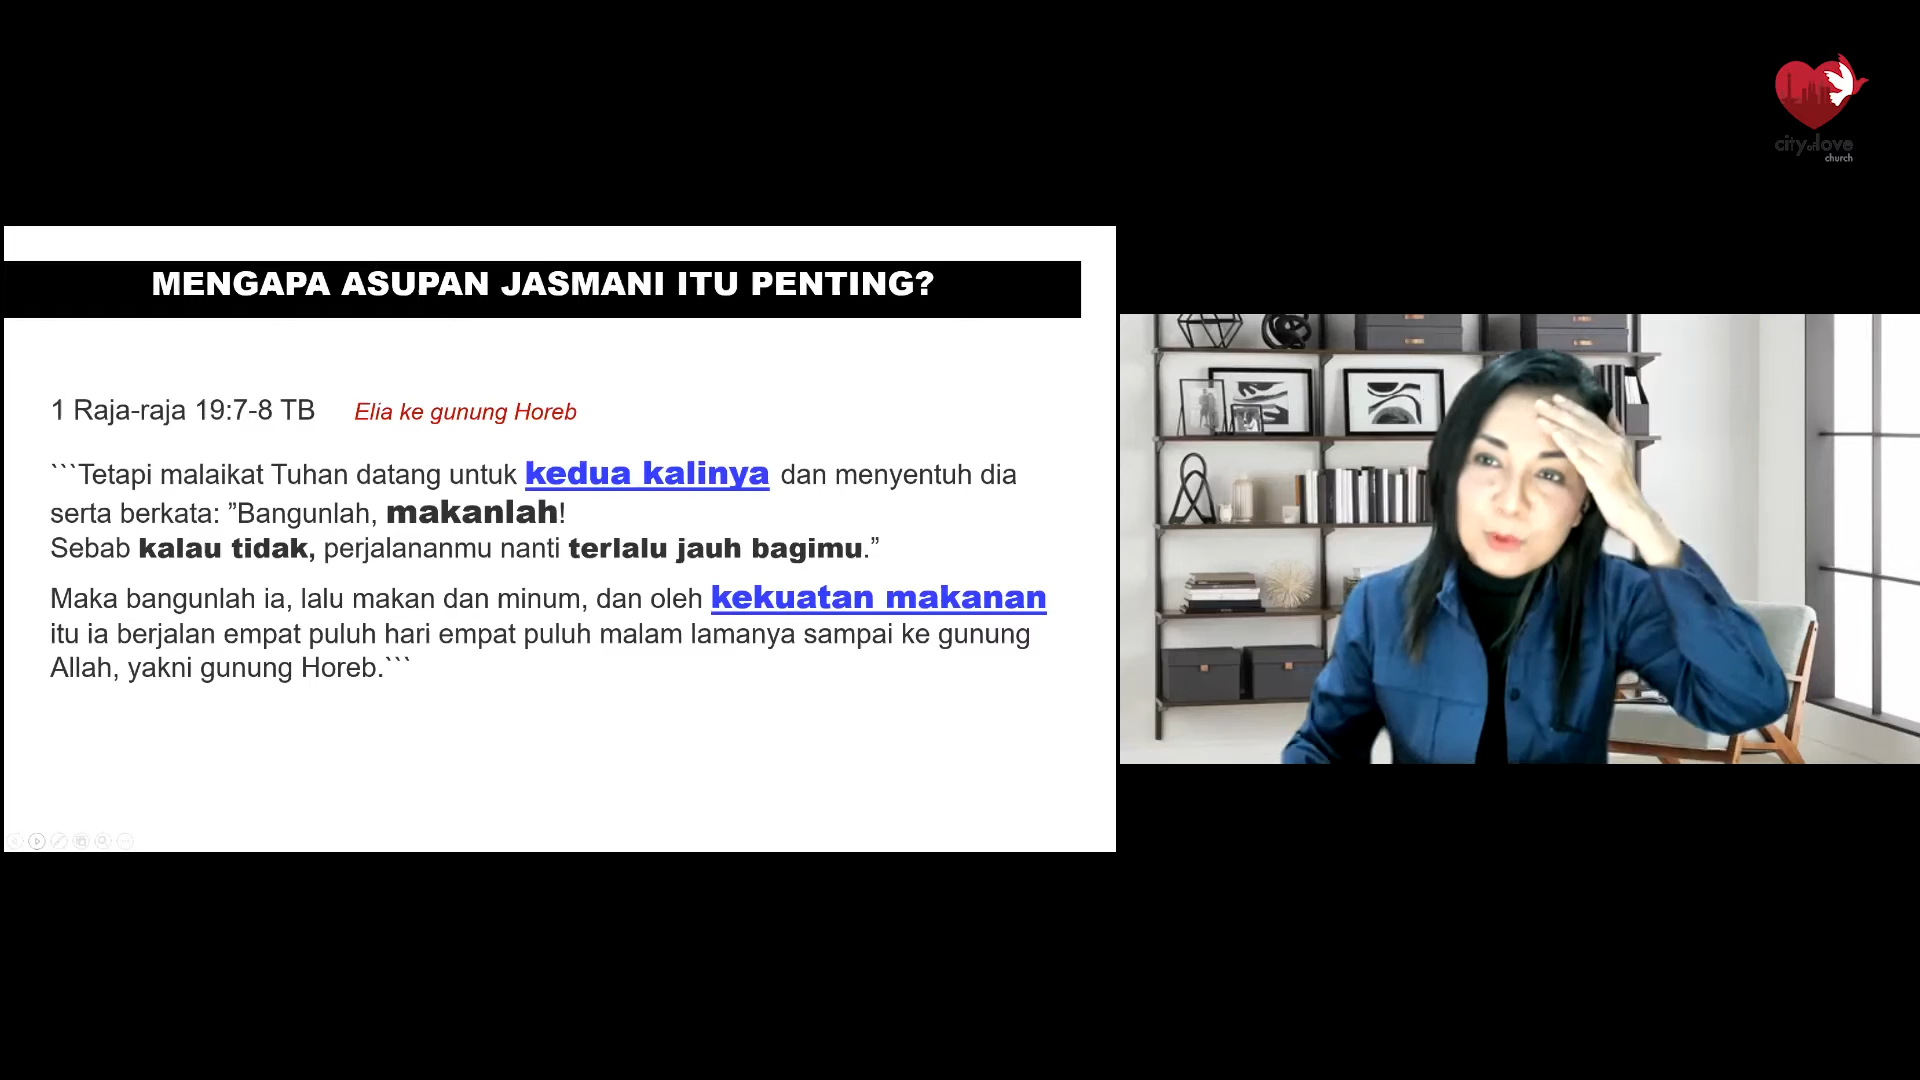 city of love
church
MENGAPA ASUPAN JASMANI ITU PENTING?
1 Raja-raja 19:7-8 TB Elia ke gunung Horeb
```Tetapi malaikat Tuhan datang untuk kedua kalinya dan menyentuh dia
serta berkata: ”Bangunlah, makanlah!
Sebab kalau tidak, perjalananmu nanti terlalu jauh bagimu.”
Maka bangunlah ia, lalu makan dan minum, dan oleh kekuatan makanan
itu ia berjalan empat puluh hari empat puluh malam lamanya sampai ke gunung
Allah, yakni gunung Horeb.```